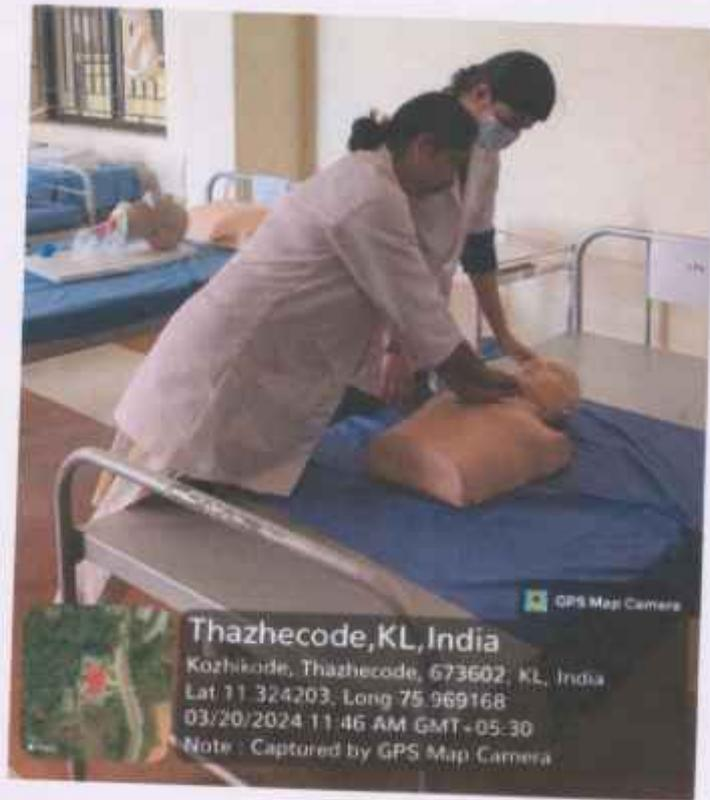 GPS Map Camera
Thazhecode,KL,India
Kozhikode, Thazhecode, 673602, KL, India
Lat 11.324203, Long 75.969168
03/20/2024 11:46 AM GMT+05:30
Note : Captured by GPS Map Camera